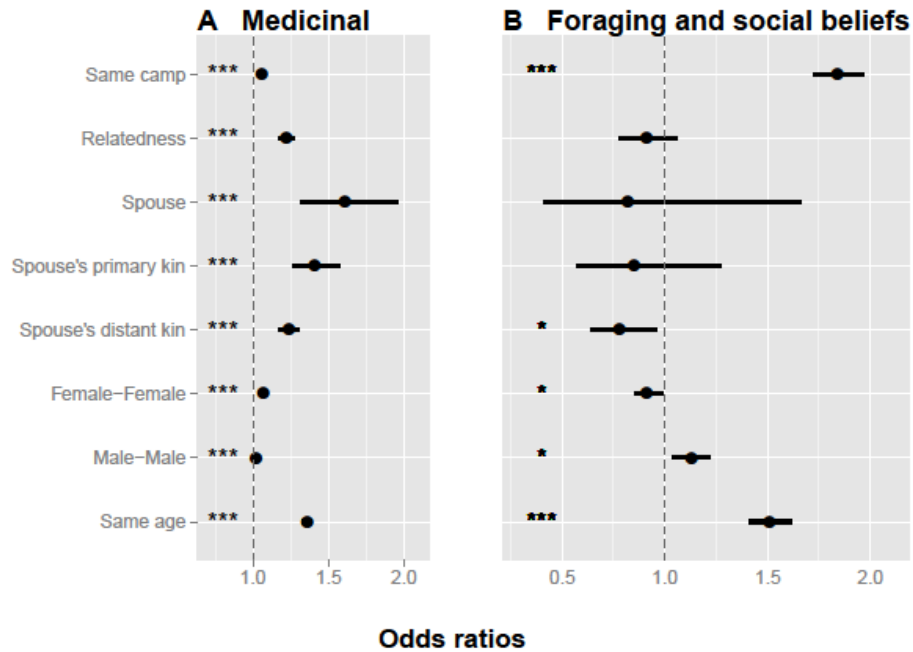 A Medicinal
B Foraging and social beliefs
Same camp *** ***
Relatedness ***
Spouse ***
Spouse's primary kin ***
Spouse's distant kin *** *
Female-Female *** *
Male-Male *** *
Same age *** ***
1.0 1.5 2.0
0.5 1.0 1.5 2.0
Odds ratios